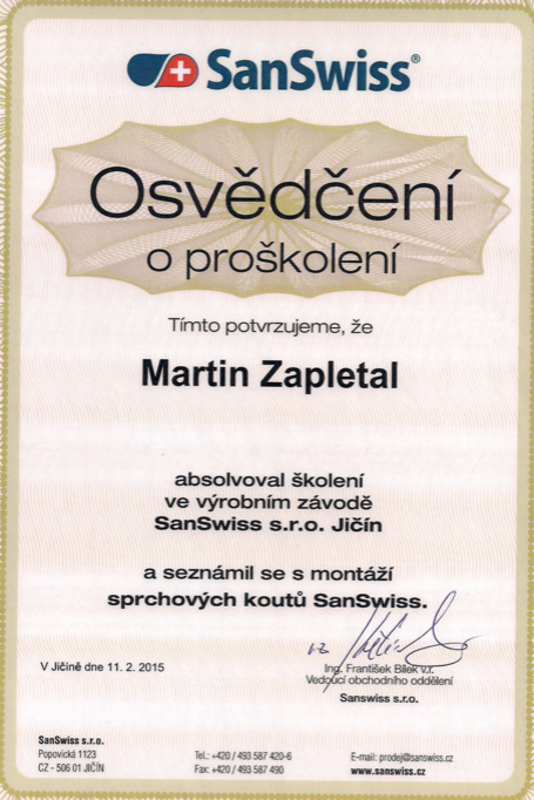 SanSwiss®
Osvědčení
o proškolení
Tímto potvrzujeme, že
Martin Zapletal
absolvoval školení
ve výrobním závodě
SanSwiss s.r.o. Jičín
a seznámil se s montáží
sprchových koutů SanSwiss.
V Jičíně dne 11. 2. 2015
Ing. František Bílek v.r.
Vedoucí obchodního oddělení
Sanswiss s.r.o.
SanSwiss s.r.o.
Popovická 1123
CZ - 506 01 JIČÍN
Tel.: +420 / 493 587 420-6
Fax: +420 / 493 587 490
E-mail: prodej@sanswiss.cz
www.sanswiss.cz